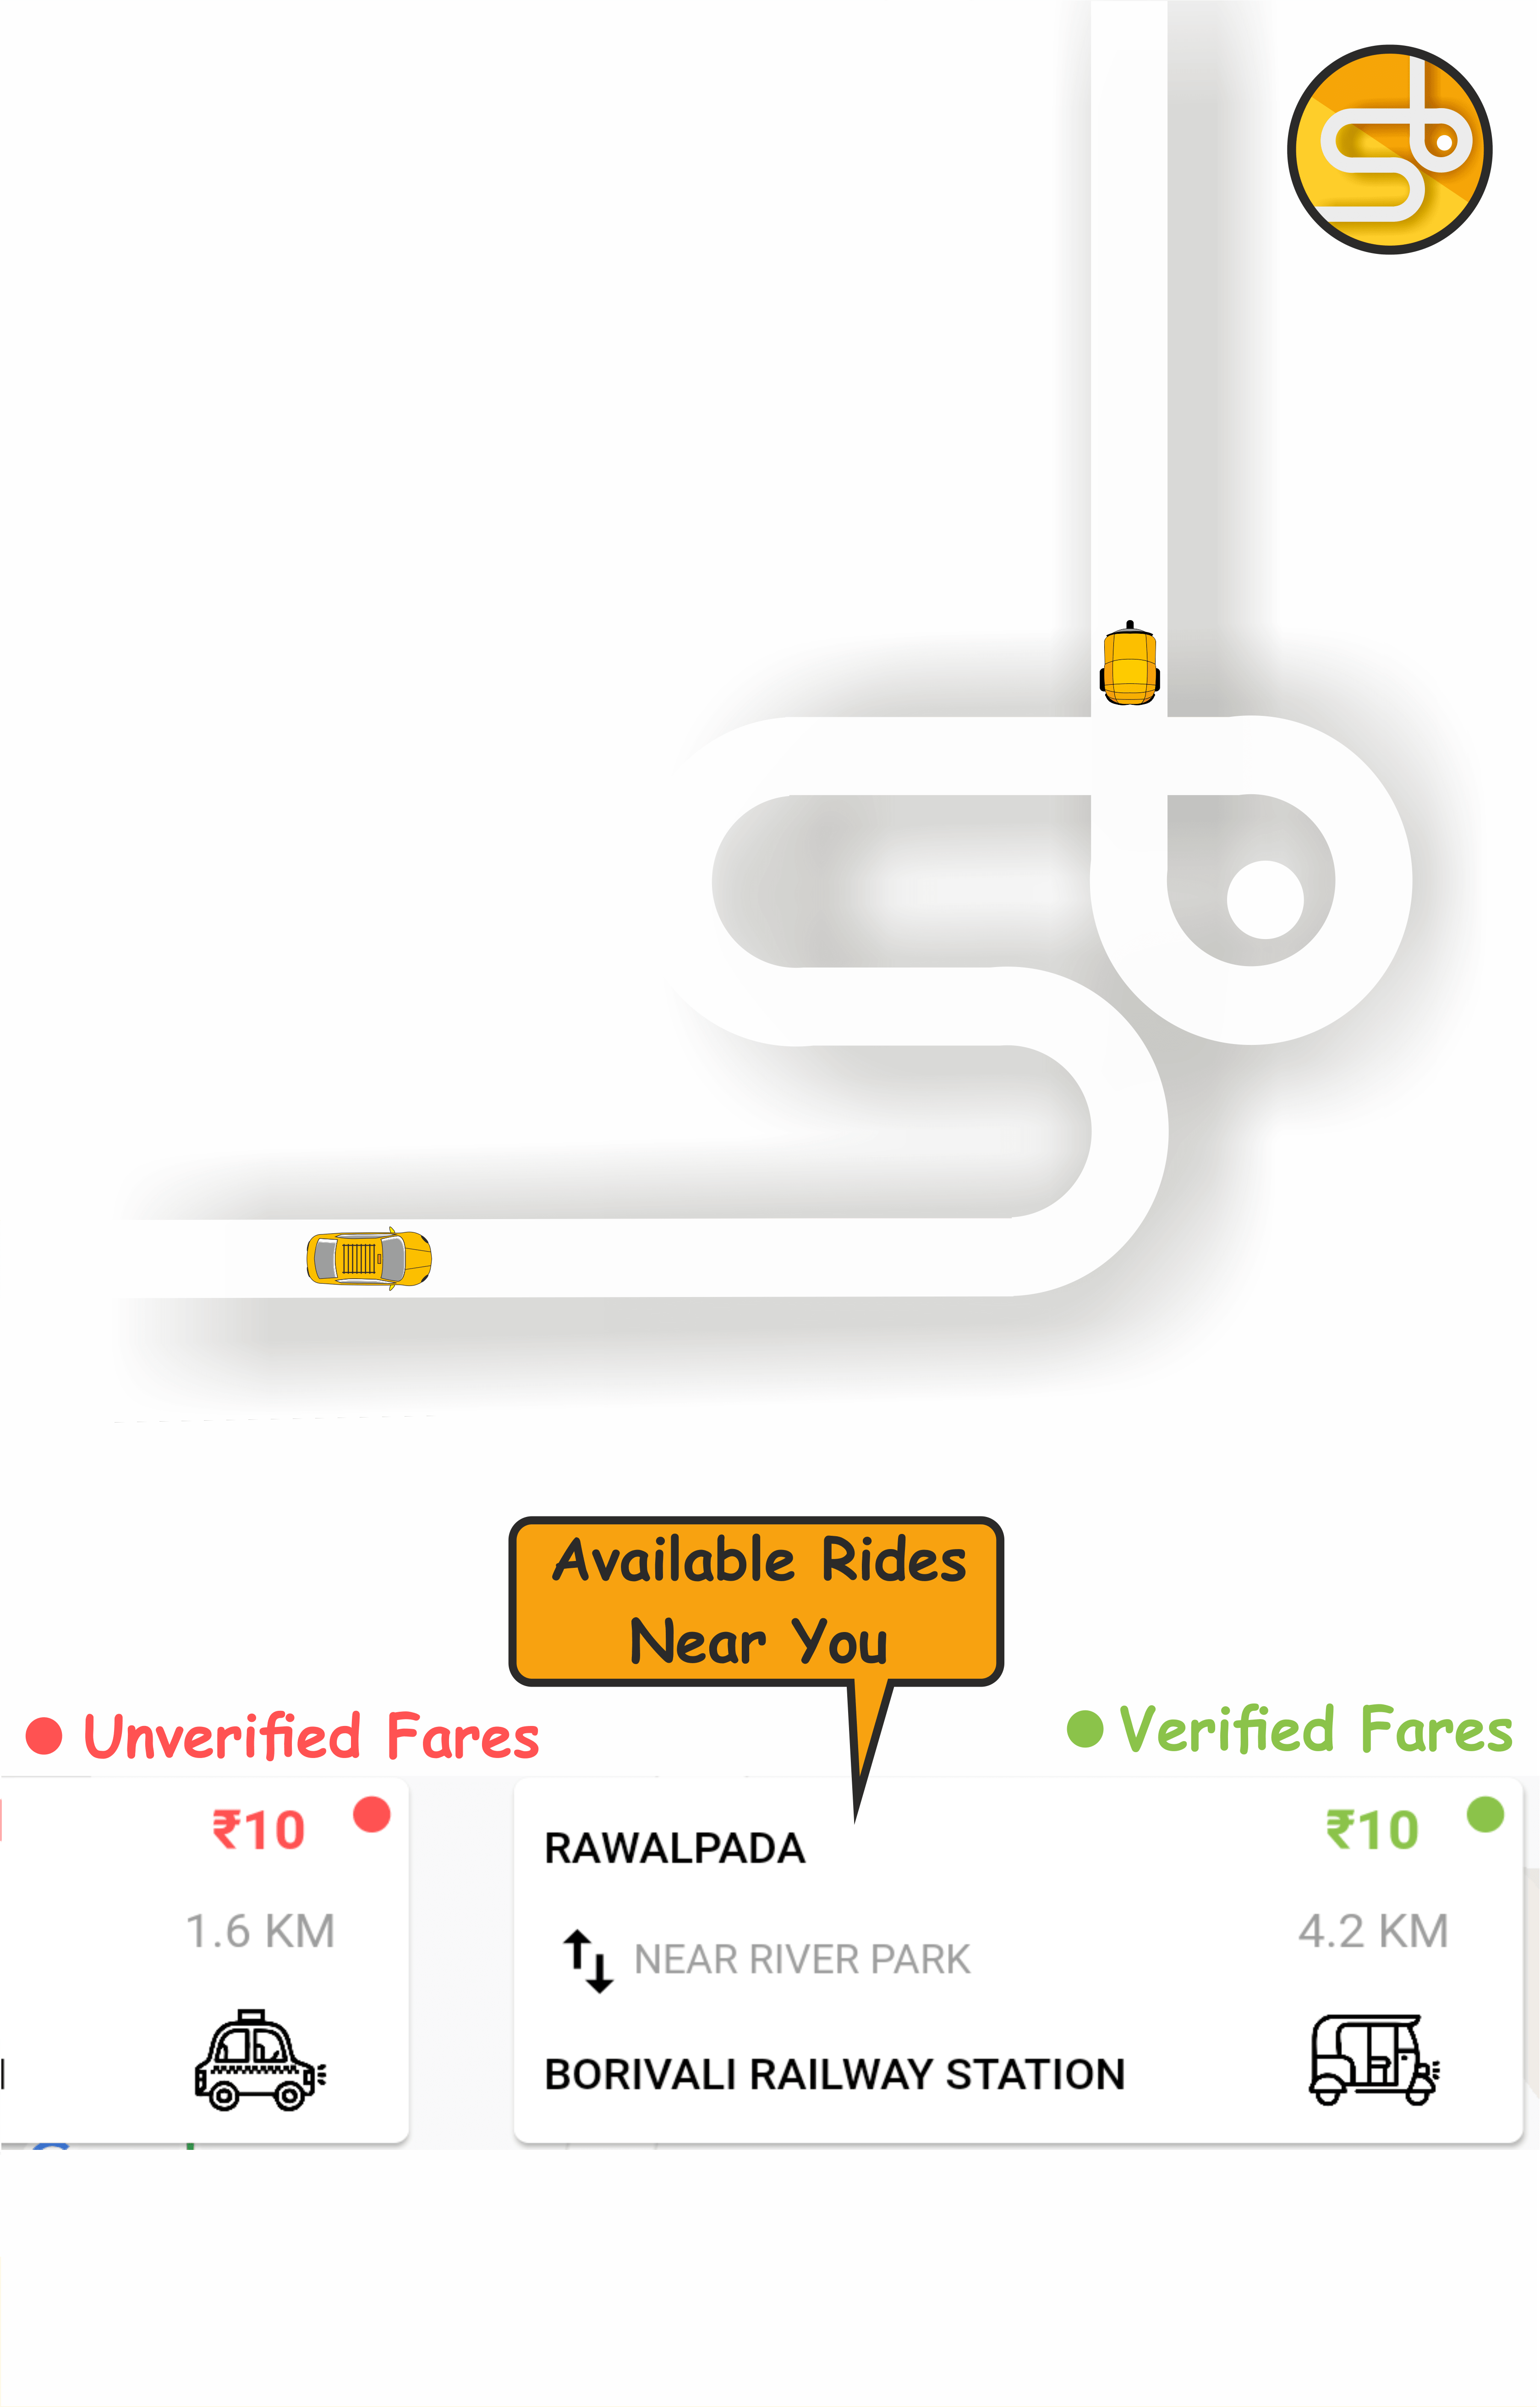 Available Rides
Near You
Unverified Fares
Verified Fares
₹10
1.6 KM
RAWALPADA
₹10
NEAR RIVER PARK
4.2 KM
BORIVALI RAILWAY STATION